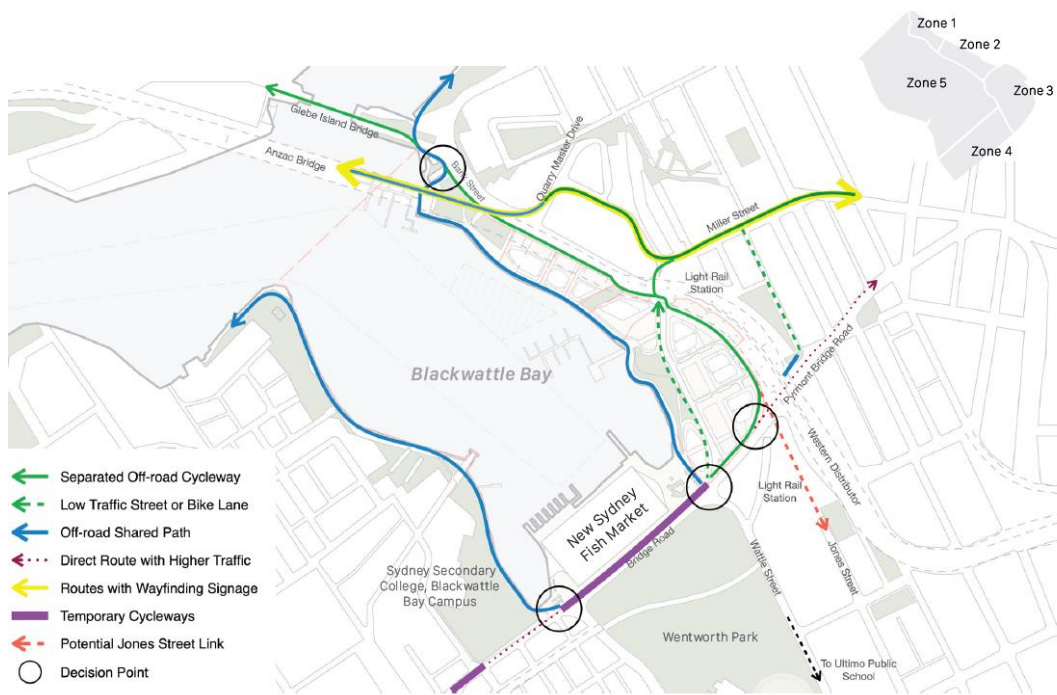 Zone 1
Zone 2
Zone 5
Zone 3
Zone 4
Glebe Island Bridge
Anzac Bridge
Bank Street
Quarry Master Drive
Miller Street
Light Rail
Station
Blackwattle Bay
Pyrmont Bridge Road
Western Distributor
Light Rail
Station
Jones Street
New Sydney
Fish Market
Bridge Road
Wattle Street
Sydney Secondary
College, Blackwattle
Bay Campus
Wentworth Park
To Ultimo Public
School
Separated Off-road Cycleway
Low Traffic Street or Bike Lane
Off-road Shared Path
Direct Route with Higher Traffic
Routes with Wayfinding Signage
Temporary Cycleways
Potential Jones Street Link
Decision Point